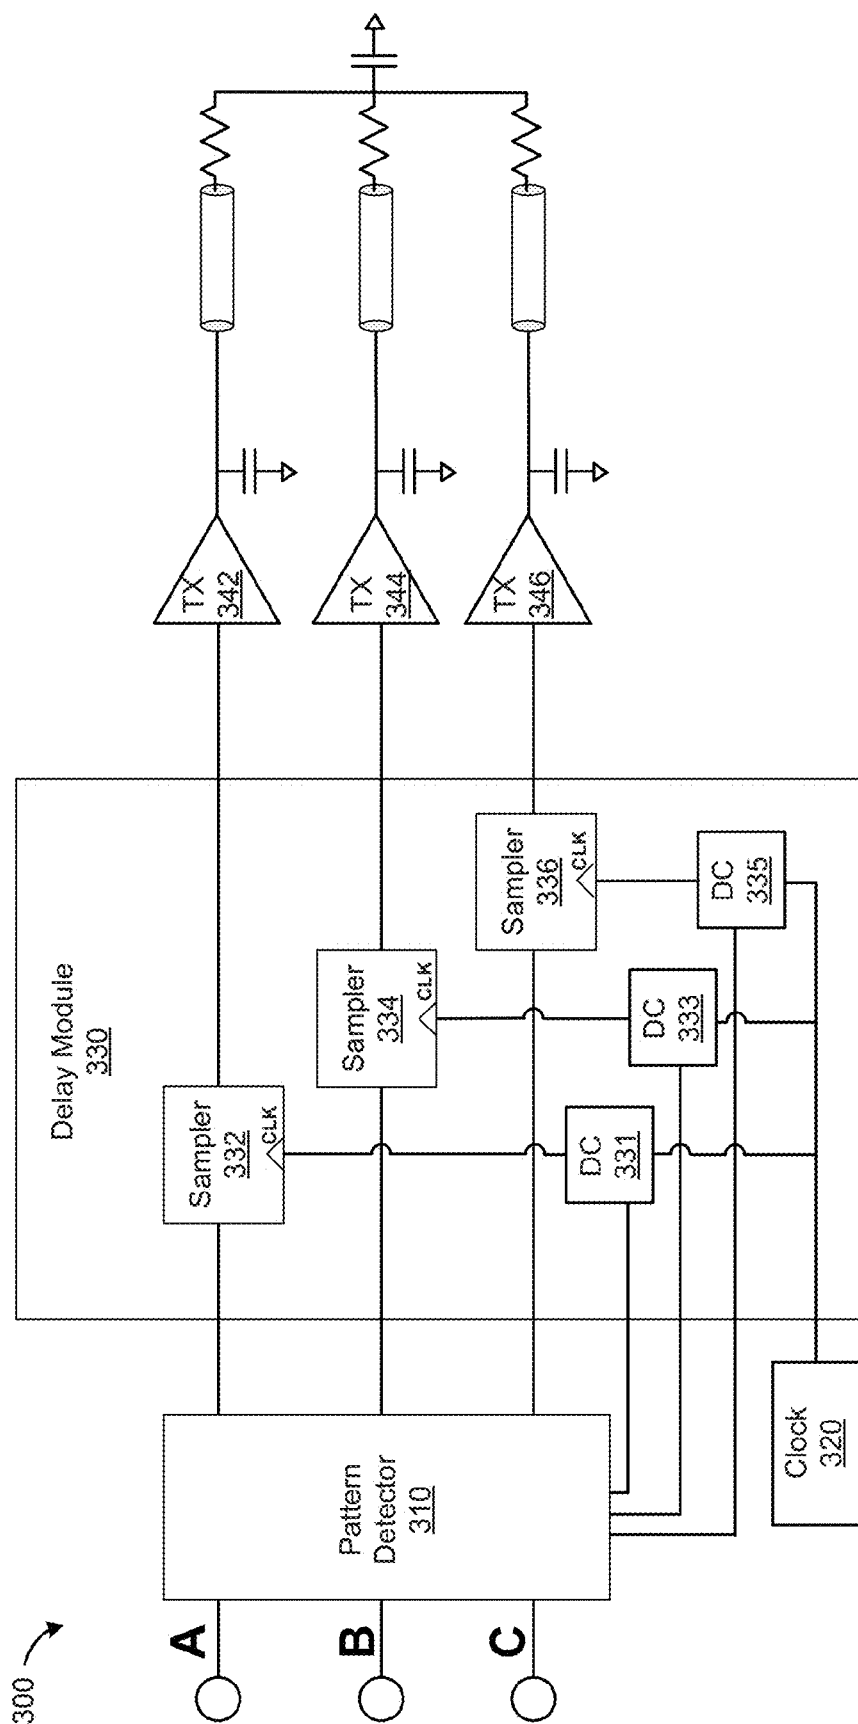 300
A
B
C
Pattern
Detector
310
Clock
320
Delay Module
330
Sampler
332
CLK
Sampler
334
CLK
Sampler
336
CLK
DC
331
DC
333
DC
335
TX
342
TX
344
TX
346